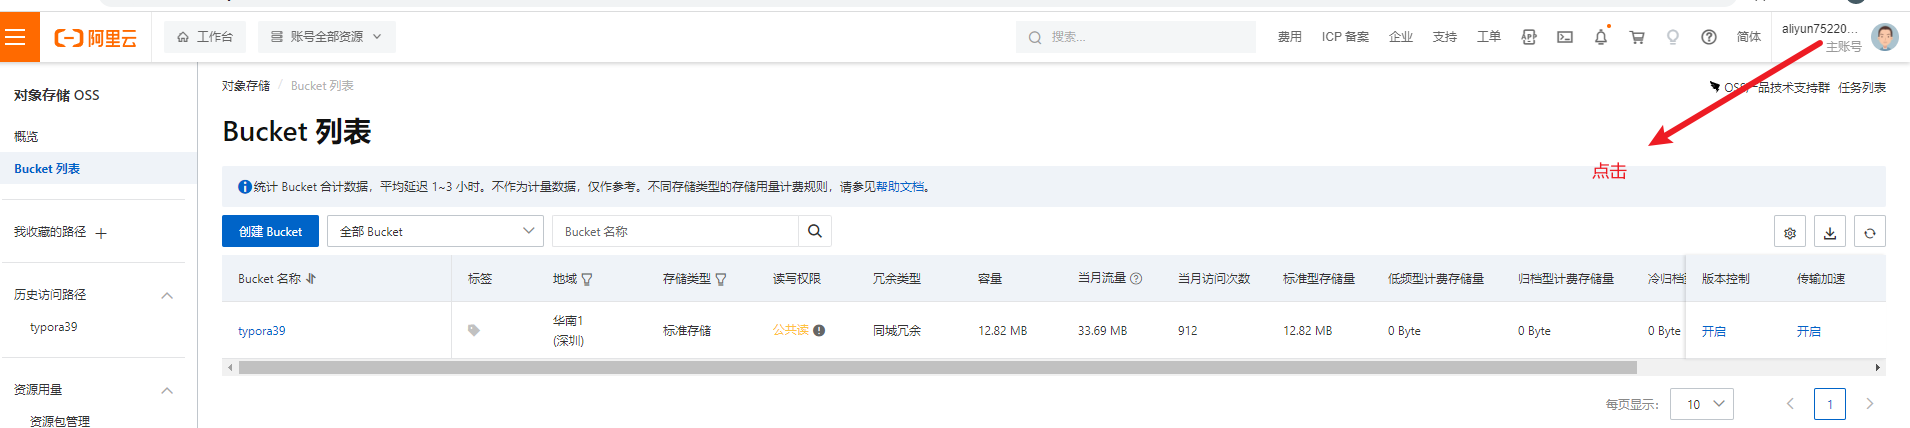 阿里云
工作台
账号全部资源
搜索...
费用
ICP 备案
企业
支持
工单
简体
aliyun75220...
主账号
对象存储 OSS
概览
Bucket 列表
我收藏的路径
历史访问路径
typora39
资源用量
资源包管理
对象存储 / Bucket 列表
产品技术支持群 任务列表
Bucket 列表
点击
统计 Bucket 合计数据，平均延迟 1~3 小时。不作为计量数据，仅作参考。不同存储类型的存储用量计费规则，请参见帮助文档。
创建 Bucket
全部 Bucket
Bucket 名称
Bucket 名称 标签 地域 存储类型 读写权限 冗余类型 容量 当月流量 当月访问次数 标准型存储量 低频型计费存储量 归档型计费存储量 冷归档 版本控制 传输加速
typora39 华南1 (深圳) 标准存储 公共读 同城冗余 12.82 MB 33.69 MB 912 12.82 MB 0 Byte 0 Byte 0 Byte 开启 开启
每页显示： 10 1